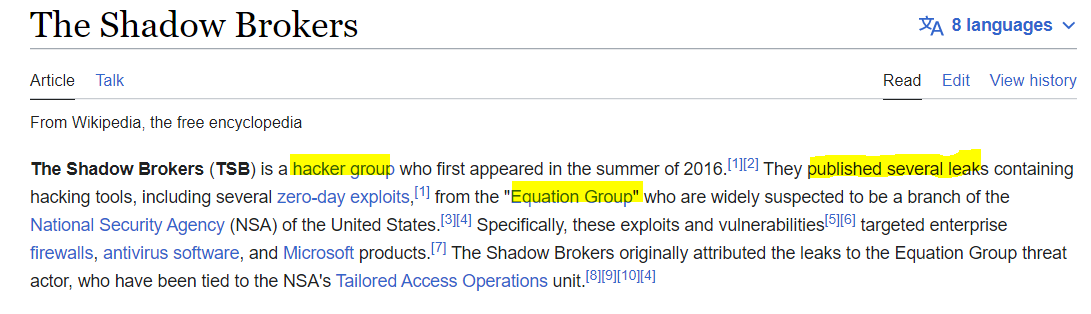 The Shadow Brokers
8 languages
Article Talk Read Edit View history
From Wikipedia, the free encyclopedia
The Shadow Brokers (TSB) is a hacker group who first appeared in the summer of 2016.[1][2] They published several leaks containing
hacking tools, including several zero-day exploits,[1] from the "Equation Group" who are widely suspected to be a branch of the
National Security Agency (NSA) of the United States.[3][4] Specifically, these exploits and vulnerabilities[5][6] targeted enterprise
firewalls, antivirus software, and Microsoft products.[7] The Shadow Brokers originally attributed the leaks to the Equation Group threat
actor, who have been tied to the NSA's Tailored Access Operations unit.[8][9][10][4]